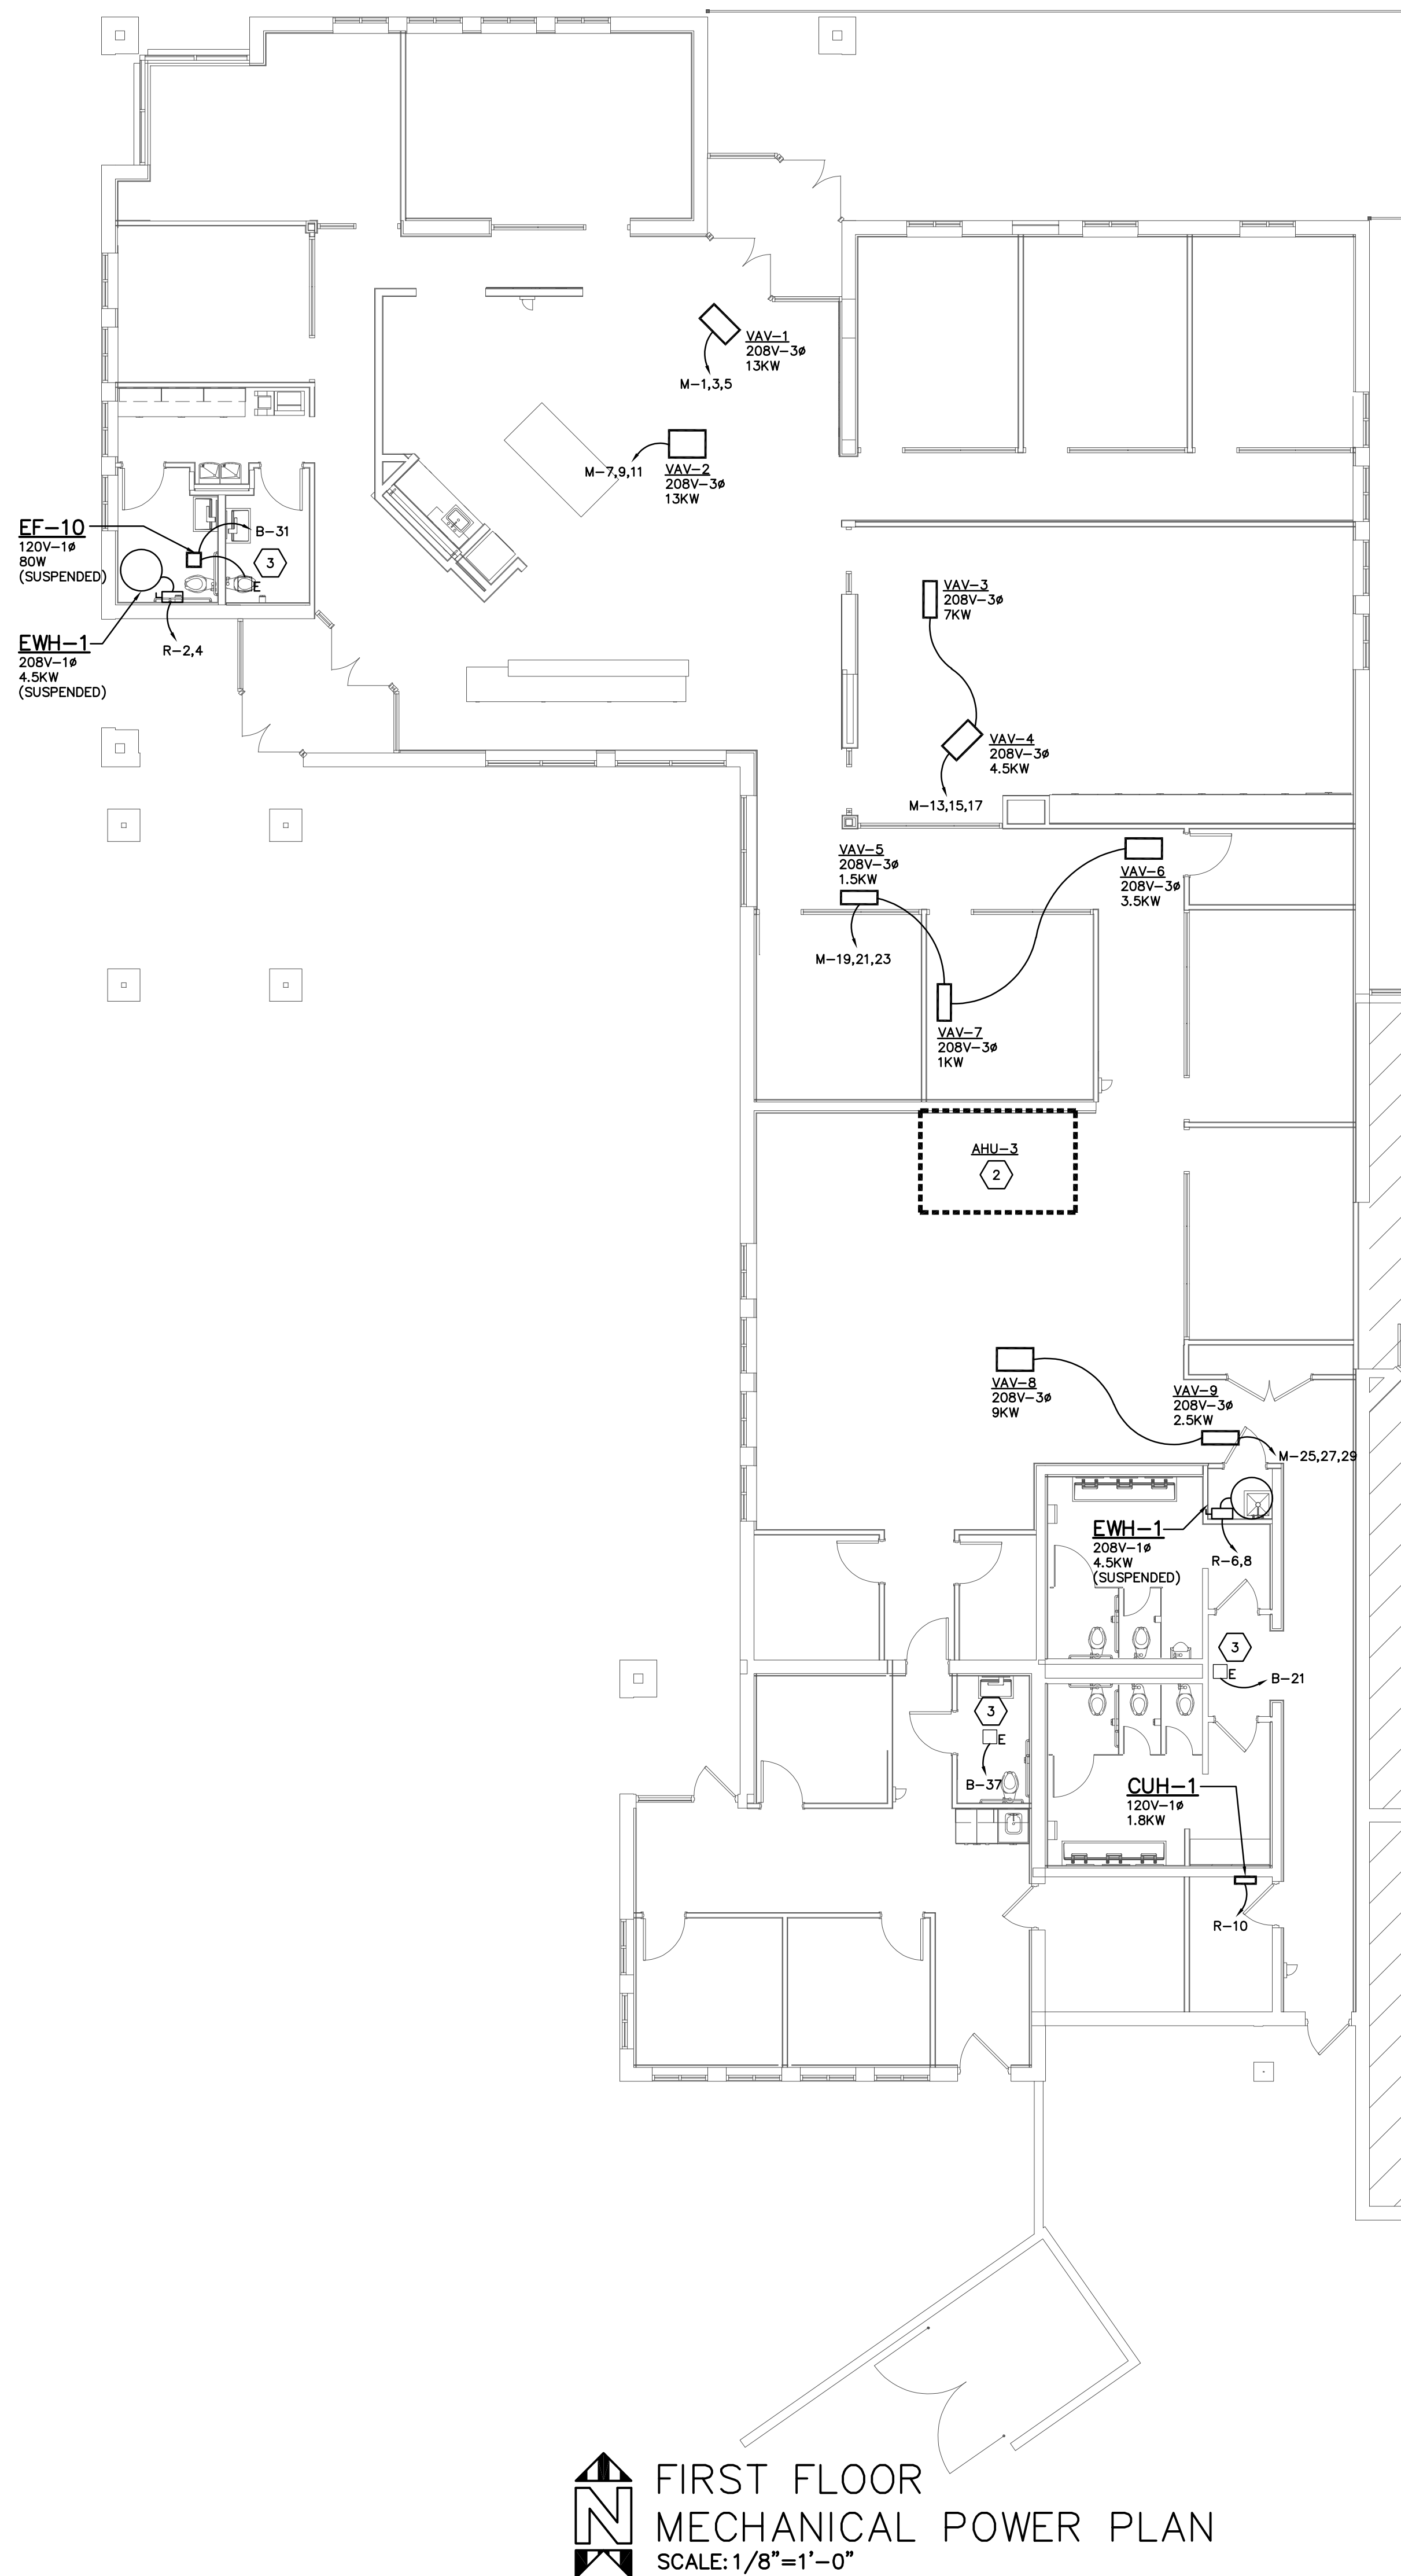 VAV-1
208V-3ø
13KW
M-1,3,5
M-7,9,11
VAV-2
208V-3ø
13KW
EF-10
120V-1ø
80W
(SUSPENDED)
B-31
3
E
EWH-1
208V-1ø
4.5KW
(SUSPENDED)
R-2,4
VAV-3
208V-3ø
7KW
VAV-4
208V-3ø
4.5KW
M-13,15,17
VAV-5
208V-3ø
1.5KW
M-19,21,23
VAV-6
208V-3ø
3.5KW
VAV-7
208V-3ø
1KW
AHU-3
2
VAV-8
208V-3ø
9KW
VAV-9
208V-3ø
2.5KW
M-25,27,29
EWH-1
208V-1ø
4.5KW
(SUSPENDED)
R-6,8
3
E
B-21
3
E
B-37
CUH-1
120V-1ø
1.8KW
R-10
N
FIRST FLOOR
MECHANICAL POWER PLAN
SCALE: 1/8"=1'-0"